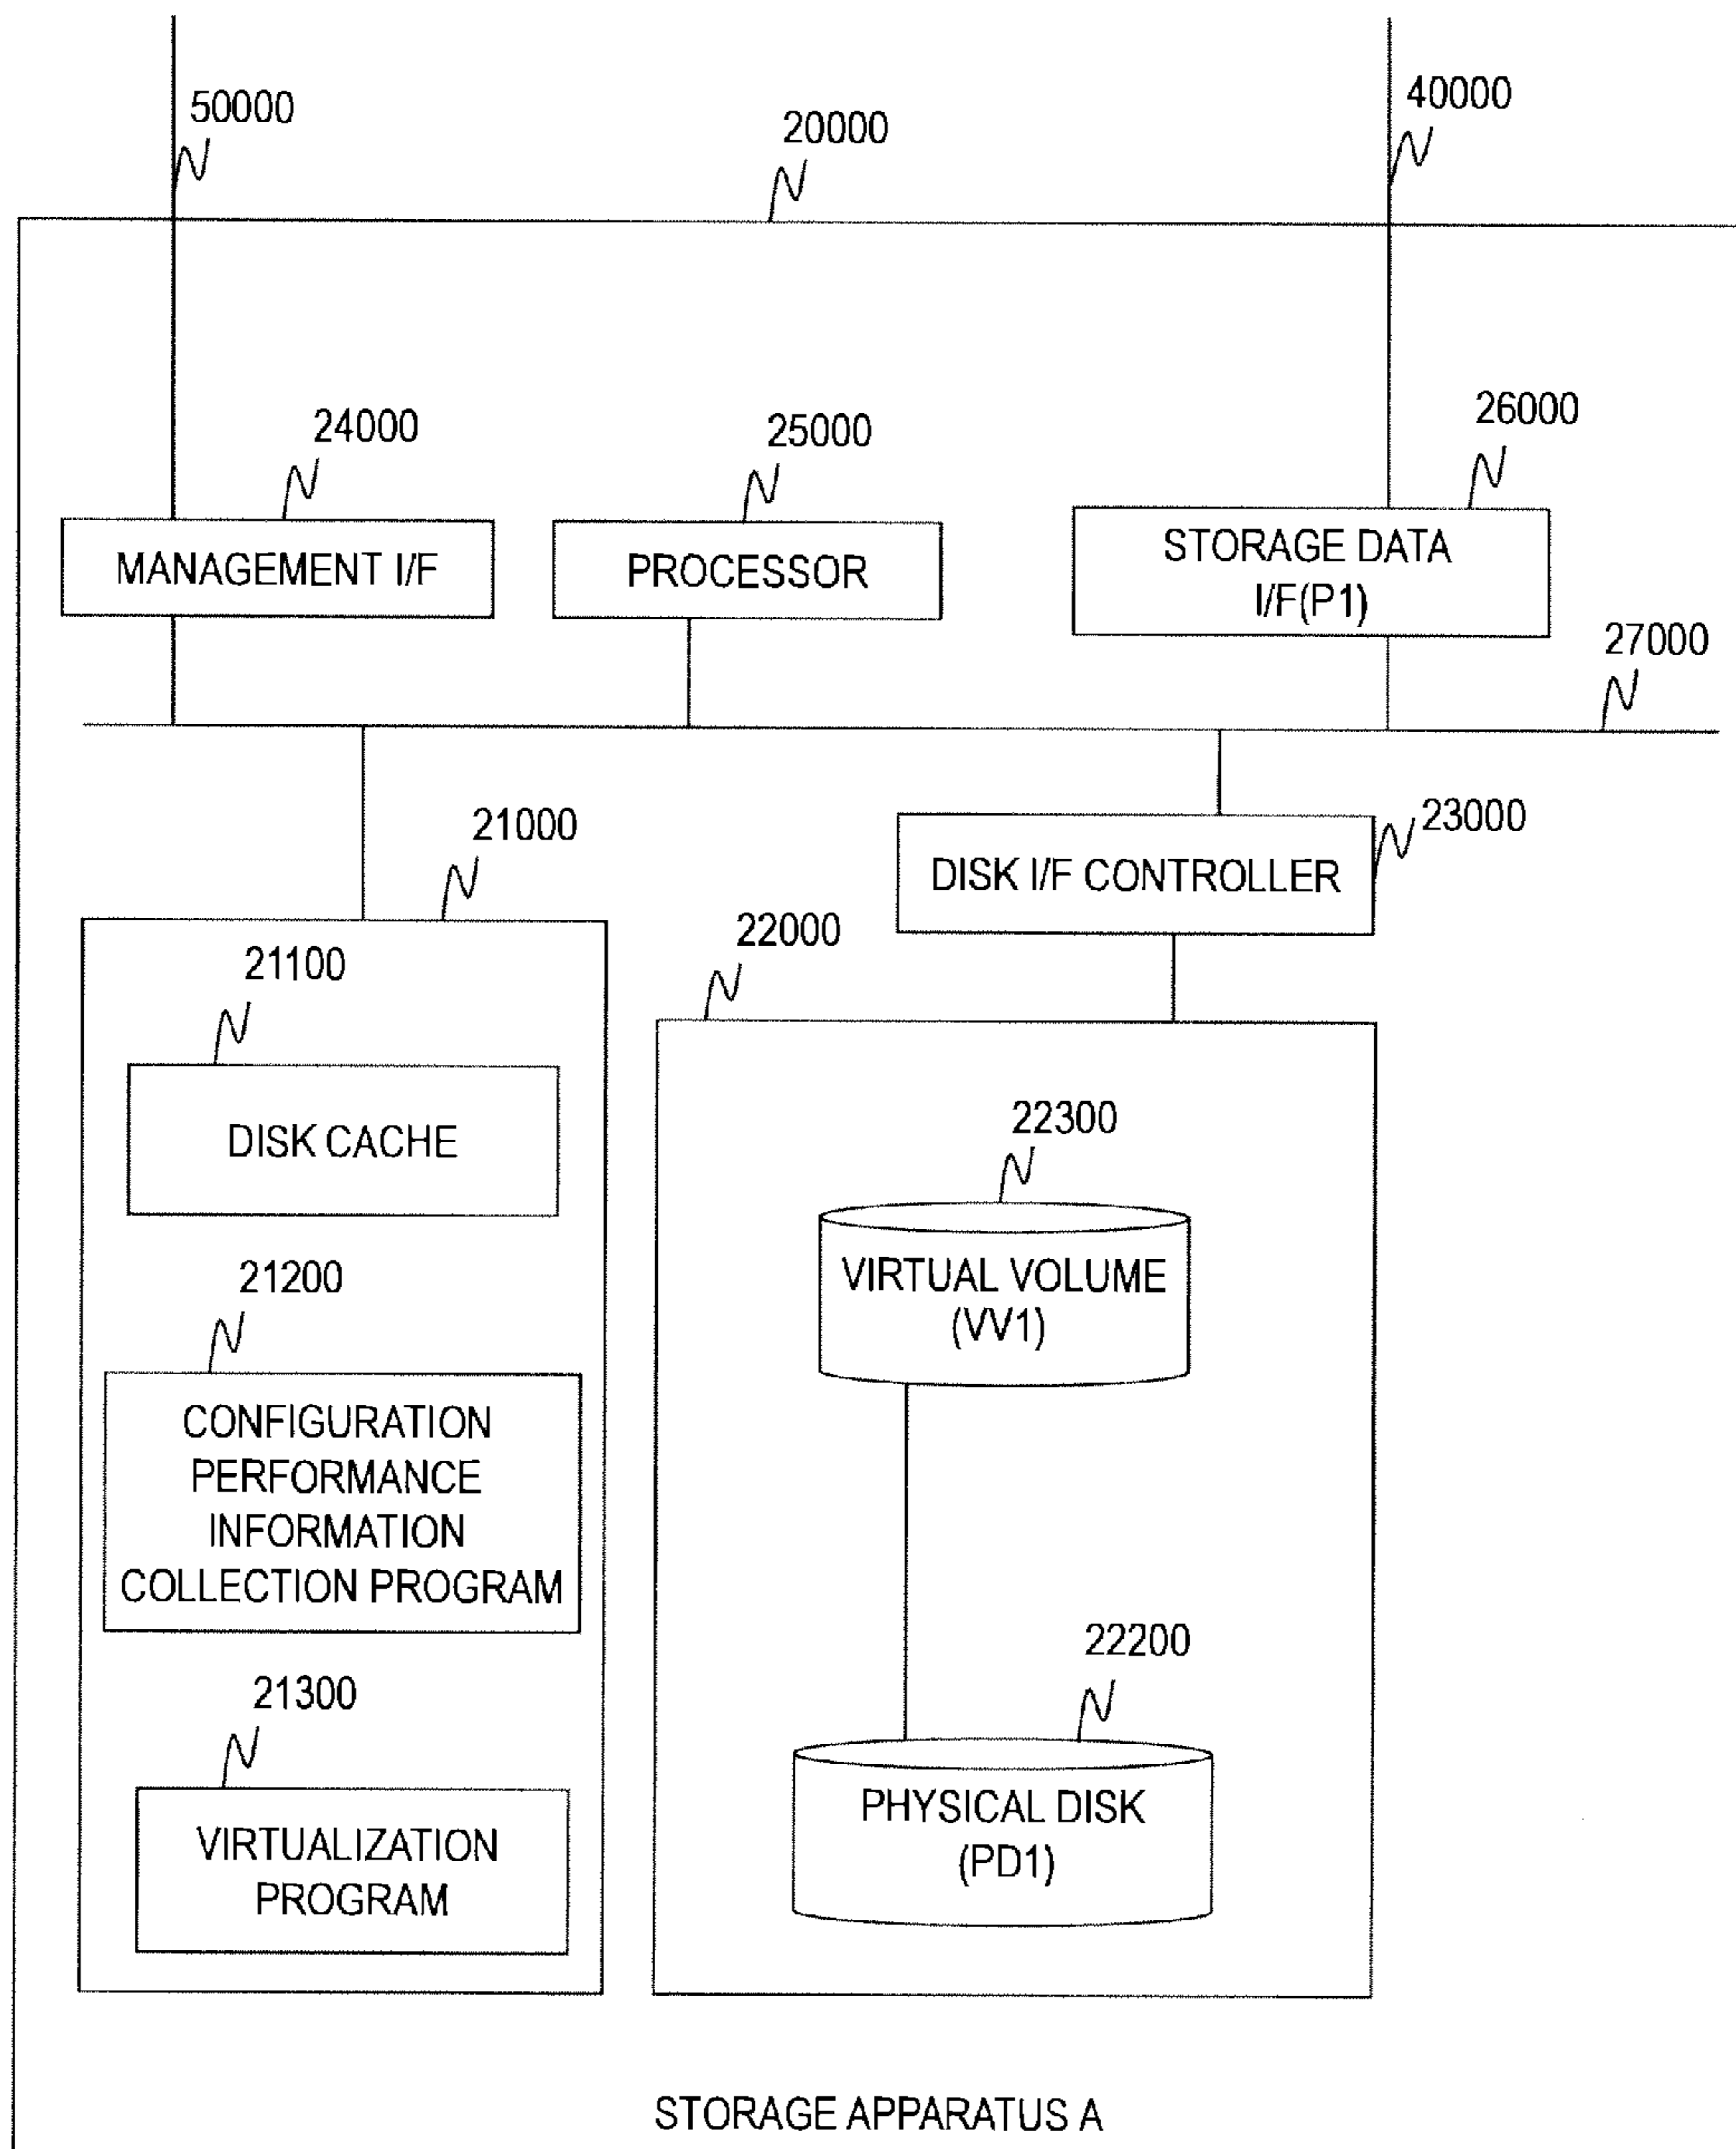 50000
40000
20000
24000
25000
26000
MANAGEMENT I/F
PROCESSOR
STORAGE DATA
I/F(P1)
27000
21000
23000
DISK I/F CONTROLLER
22000
21100
DISK CACHE
22300
VIRTUAL VOLUME
(VV1)
21200
CONFIGURATION
PERFORMANCE
INFORMATION
COLLECTION PROGRAM
22200
PHYSICAL DISK
(PD1)
21300
VIRTUALIZATION
PROGRAM
STORAGE APPARATUS A